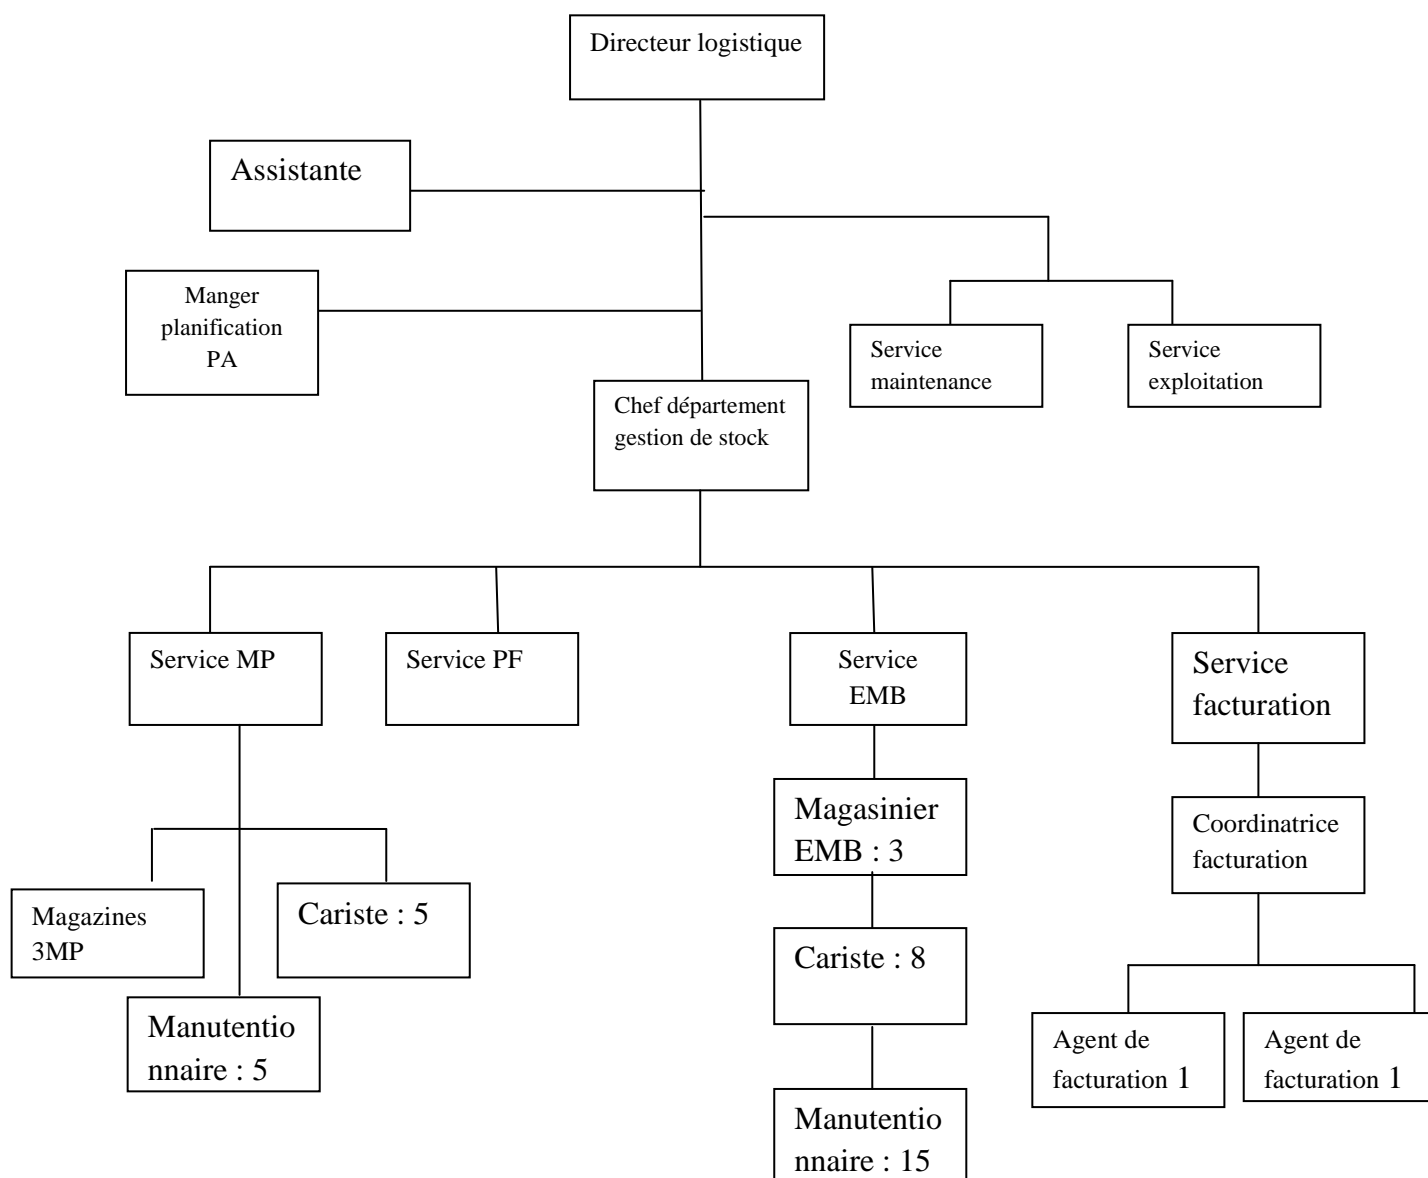 Directeur logistique
Assistante
Manger
planification
PA
Service
maintenance
Service
exploitation
Chef département
gestion de stock
Service MP
Service PF
Service
EMB
Service
facturation
Magasinier
EMB : 3
Coordinatrice
facturation
Magazines
3MP
Cariste : 5
Cariste : 8
Manutentio
nnaire : 5
Agent de
facturation 1
Agent de
facturation 1
Manutentio
nnaire : 15